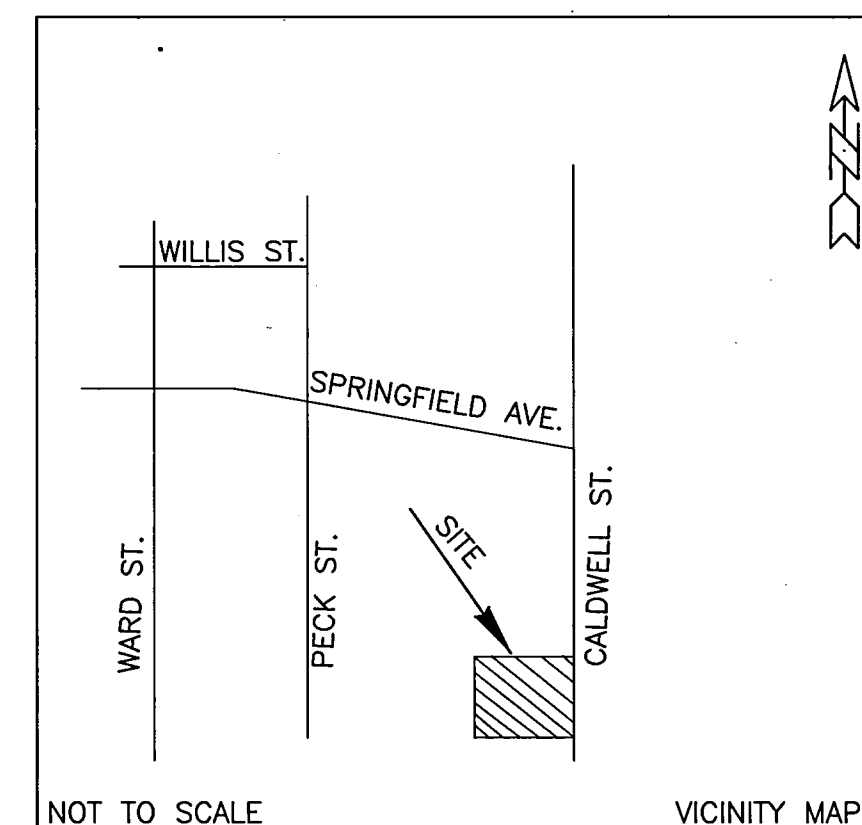 N
WILLIS ST.
SPRINGFIELD AVE.
WARD ST.
PECK ST.
SITE
CALDWELL ST.
NOT TO SCALE
VICINITY MAP